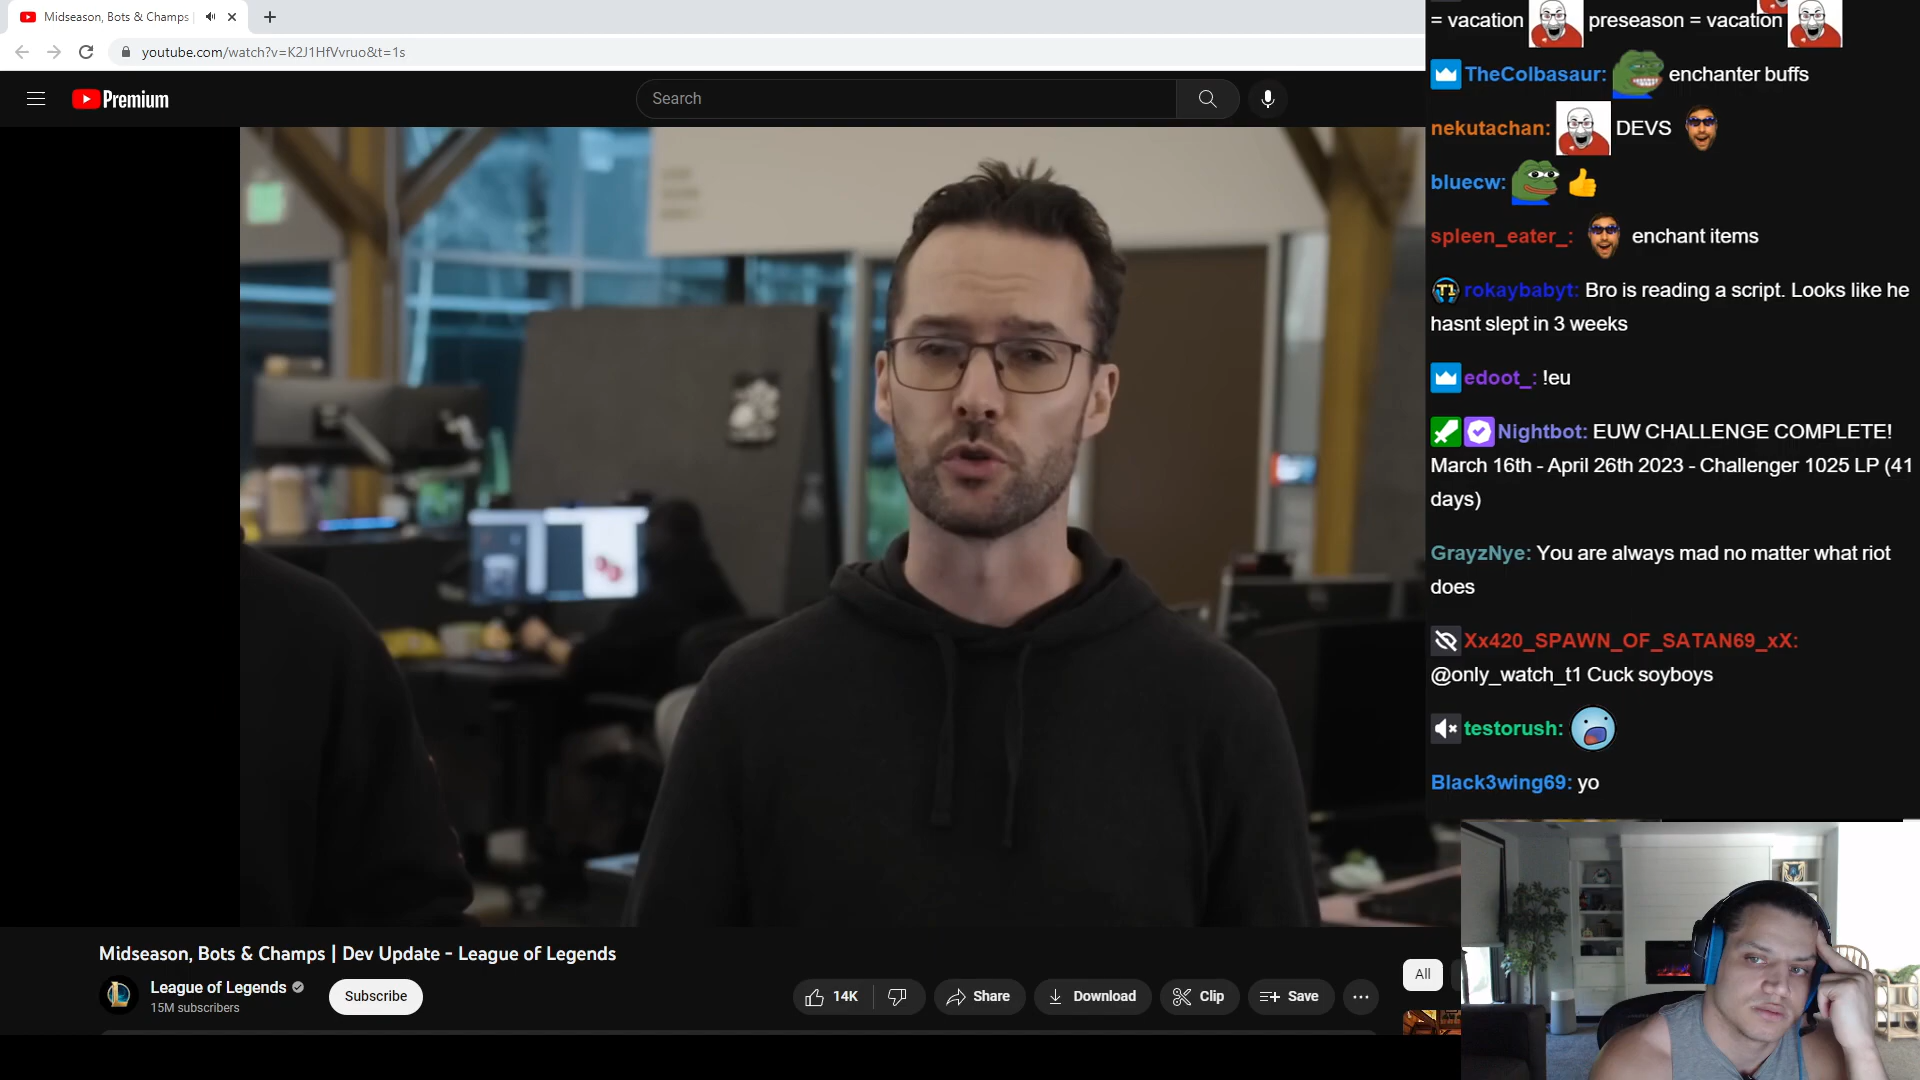 Midseason, Bots & Champs
youtube.com/watch?v=K2J1HfVvruo&t=1s
Premium
Search
= vacation preseason = vacation
TheColbasaur: enchanter buffs
nekutachan: DEVS
bluecw:
spleen_eater_: enchant items
T1 rokaybabyt: Bro is reading a script. Looks like he
hasnt slept in 3 weeks
edoot_: !eu
Nightbot: EUW CHALLENGE COMPLETE!
March 16th - April 26th 2023 - Challenger 1025 LP (41
days)
GrayzNye: You are always mad no matter what riot
does
Xx420_SPAWN_OF_SATAN69_xX:
@only_watch_t1 Cuck soyboys
testorush:
Black3wing69: yo
Midseason, Bots & Champs | Dev Update - League of Legends
League of Legends
15M subscribers
Subscribe
14K
Share
Download
Clip
Save
All